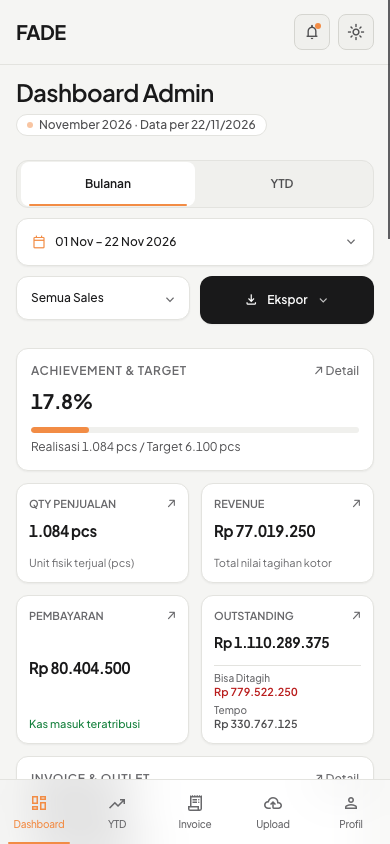 FADE
Dashboard Admin
November 2026 · Data per 22/11/2026
Bulanan
YTD
01 Nov – 22 Nov 2026
Semua Sales
Ekspor
ACHIEVEMENT & TARGET
Detail
17.8%
Realisasi 1.084 pcs / Target 6.100 pcs
QTY PENJUALAN
1.084 pcs
Unit fisik terjual (pcs)
REVENUE
Rp 77.019.250
Total nilai tagihan kotor
PEMBAYARAN
Rp 80.404.500
Kas masuk teratribusi
OUTSTANDING
Rp 1.110.289.375
Bisa Ditagih
Rp 779.522.250
Tempo
Rp 330.767.125
INVOICE & OUTLET
Detail
Dashboard
YTD
Invoice
Upload
Profil